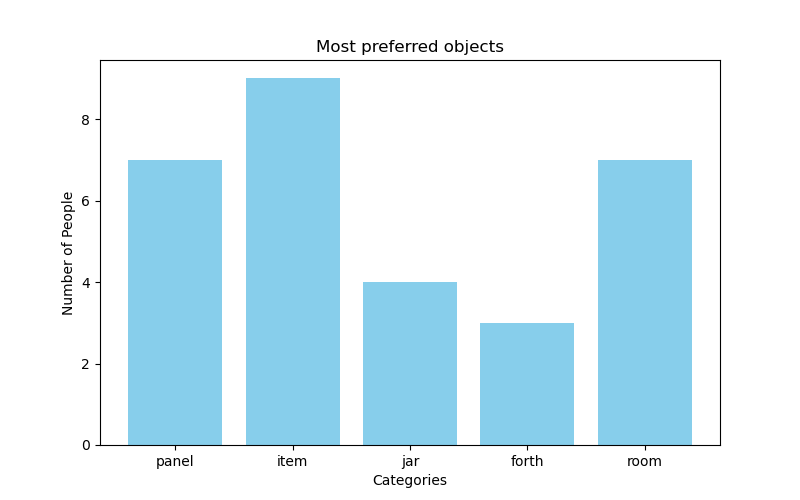 Most preferred objects
Number of People
8
6
4
2
0
panel item jar forth room
Categories